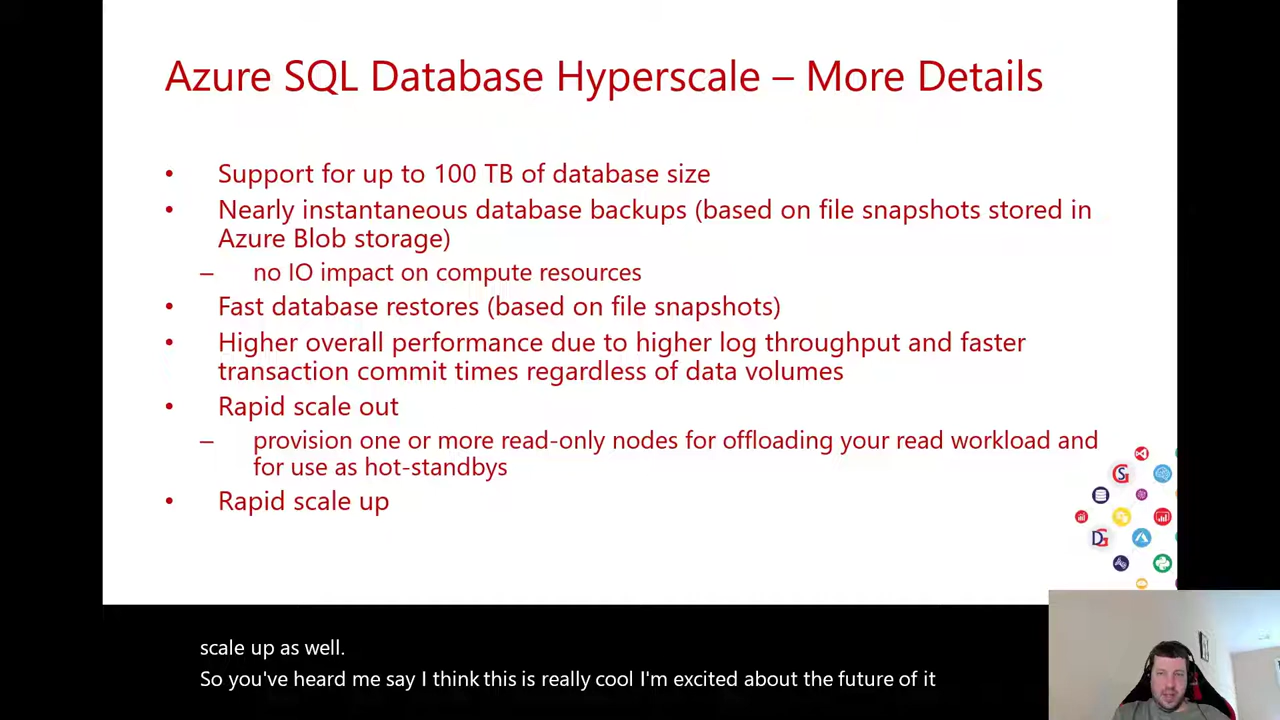 Azure SQL Database Hyperscale – More Details
• Support for up to 100 TB of database size
• Nearly instantaneous database backups (based on file snapshots stored in
Azure Blob storage)
– no IO impact on compute resources
• Fast database restores (based on file snapshots)
• Higher overall performance due to higher log throughput and faster
transaction commit times regardless of data volumes
• Rapid scale out
– provision one or more read-only nodes for offloading your read workload and
for use as hot-standbys
• Rapid scale up
GS
DG
scale up as well.
So you've heard me say I think this is really cool I'm excited about the future of it